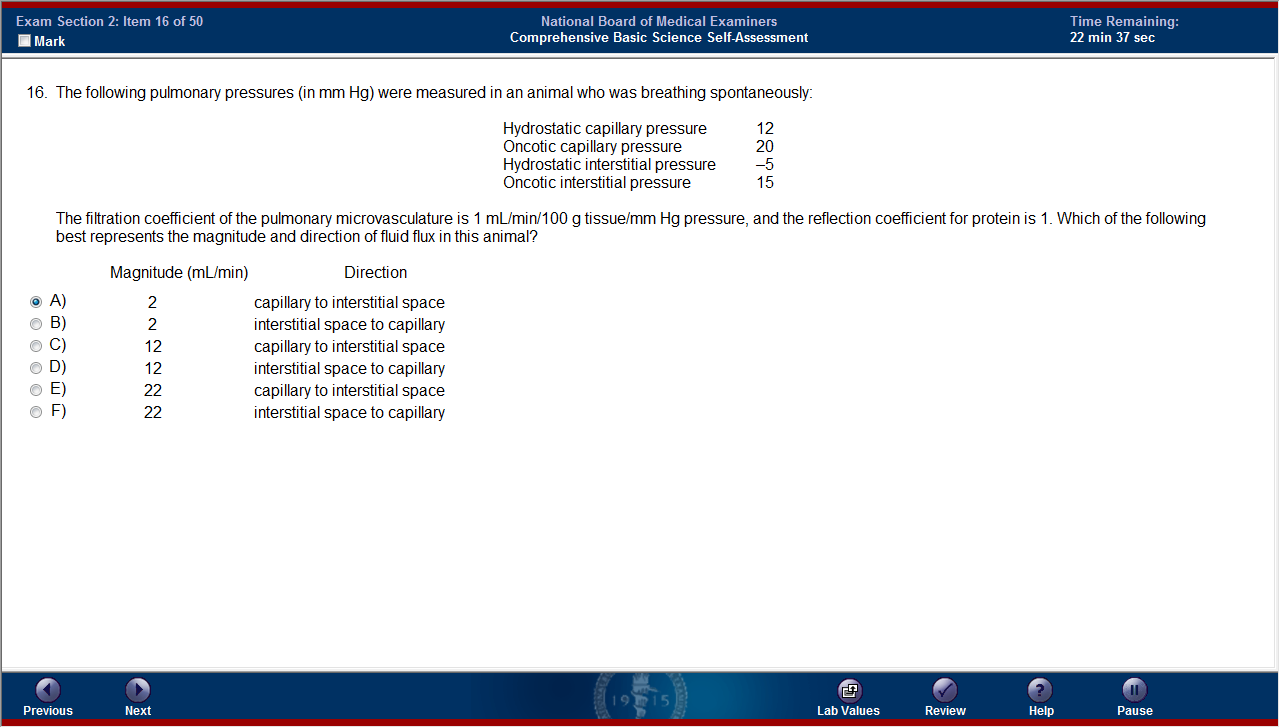 Exam Section 2: Item 16 of 50
National Board of Medical Examiners
Time Remaining:
Mark
Comprehensive Basic Science Self-Assessment
22 min 37 sec
16. The following pulmonary pressures (in mm Hg) were measured in an animal who was breathing spontaneously:
Hydrostatic capillary pressure 12
Oncotic capillary pressure 20
Hydrostatic interstitial pressure –5
Oncotic interstitial pressure 15
The filtration coefficient of the pulmonary microvasculature is 1 mL/min/100 g tissue/mm Hg pressure, and the reflection coefficient for protein is 1. Which of the following
best represents the magnitude and direction of fluid flux in this animal?
Magnitude (mL/min) Direction
A) 2 capillary to interstitial space
B) 2 interstitial space to capillary
C) 12 capillary to interstitial space
D) 12 interstitial space to capillary
E) 22 capillary to interstitial space
F) 22 interstitial space to capillary
1915
Previous Next Lab Values Review Help Pause